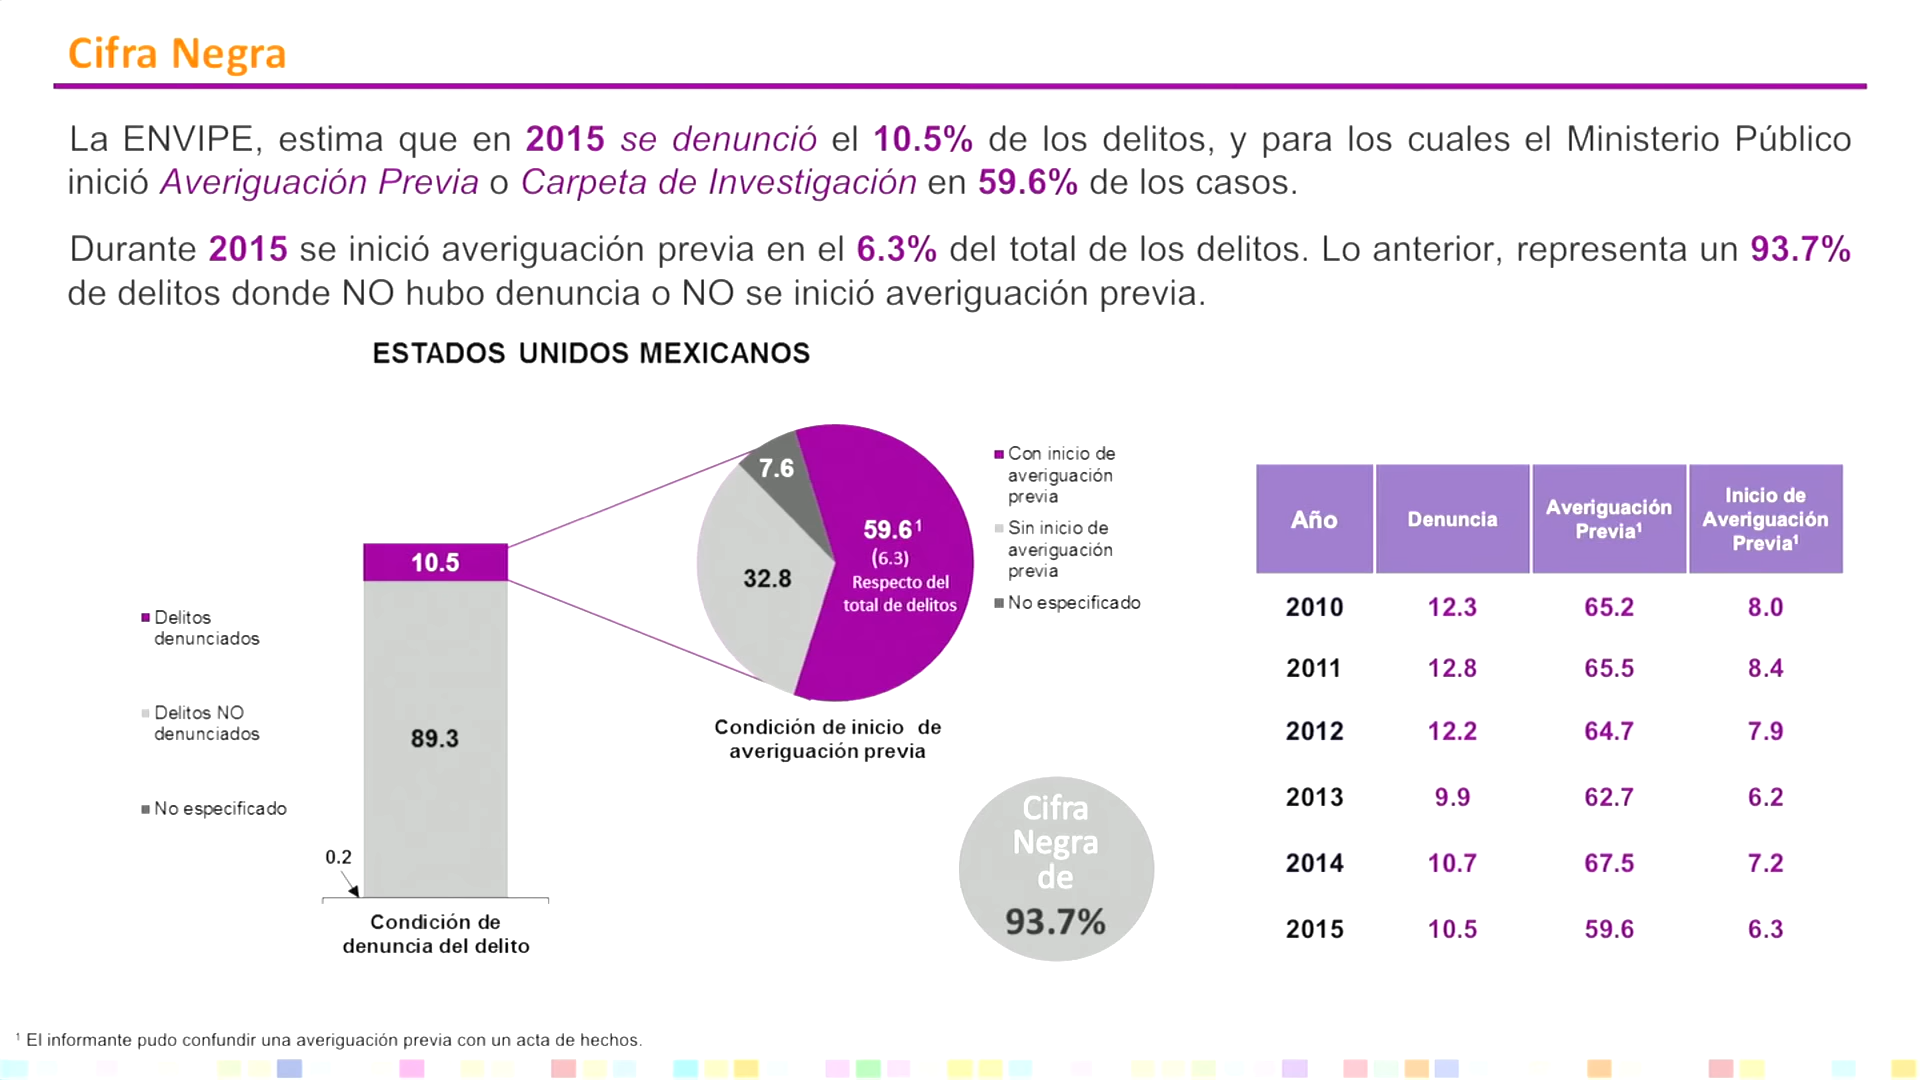 Cifra Negra
La ENVIPE, estima que en 2015 se denunció el 10.5% de los delitos, y para los cuales el Ministerio Público
inició Averiguación Previa o Carpeta de Investigación en 59.6% de los casos.
Durante 2015 se inició averiguación previa en el 6.3% del total de los delitos. Lo anterior, representa un 93.7%
de delitos donde NO hubo denuncia o NO se inició averiguación previa.
ESTADOS UNIDOS MEXICANOS
Delitos
denunciados
Delitos NO
denunciados
No especificado
10.5
89.3
0.2
Condición de
denuncia del delito
7.6
59.6¹
(6.3)
Respecto del
total de delitos
32.8
Condición de inicio de
averiguación previa
Con inicio de
averiguación
previa
Sin inicio de
averiguación
previa
No especificado
Cifra
Negra
de
93.7%
Año Denuncia Averiguación Previa¹ Inicio de Averiguación Previa¹
2010 12.3 65.2 8.0
2011 12.8 65.5 8.4
2012 12.2 64.7 7.9
2013 9.9 62.7 6.2
2014 10.7 67.5 7.2
2015 10.5 59.6 6.3
¹ El informante pudo confundir una averiguación previa con un acta de hechos.